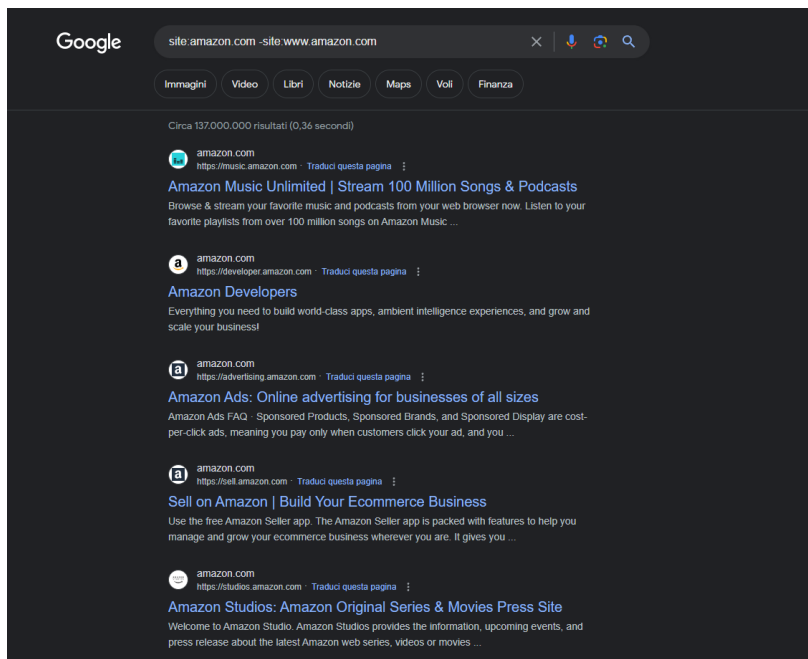 Google
site:amazon.com -site:www.amazon.com
Immagini
Video
Libri
Notizie
Maps
Voli
Finanza
Circa 137.000.000 risultati (0,36 secondi)
amazon.com
https://music.amazon.com · Traduci questa pagina
Amazon Music Unlimited | Stream 100 Million Songs & Podcasts
Browse & stream your favorite music and podcasts from your web browser now. Listen to your
favorite playlists from over 100 million songs on Amazon Music ...
a
amazon.com
https://developer.amazon.com · Traduci questa pagina
Amazon Developers
Everything you need to build world-class apps, ambient intelligence experiences, and grow and
scale your business!
a
amazon.com
https://advertising.amazon.com · Traduci questa pagina
Amazon Ads: Online advertising for businesses of all sizes
Amazon Ads FAQ · Sponsored Products, Sponsored Brands, and Sponsored Display are cost-
per-click ads, meaning you pay only when customers click your ad, and you ...
a
amazon.com
https://sell.amazon.com · Traduci questa pagina
Sell on Amazon | Build Your Ecommerce Business
Use the free Amazon Seller app. The Amazon Seller app is packed with features to help you
manage and grow your ecommerce business wherever you are. It gives you ...
amazon.com
https://studios.amazon.com · Traduci questa pagina
Amazon Studios: Amazon Original Series & Movies Press Site
Welcome to Amazon Studio. Amazon Studios provides the information, upcoming events, and
press release about the latest Amazon web series, videos or movies ...